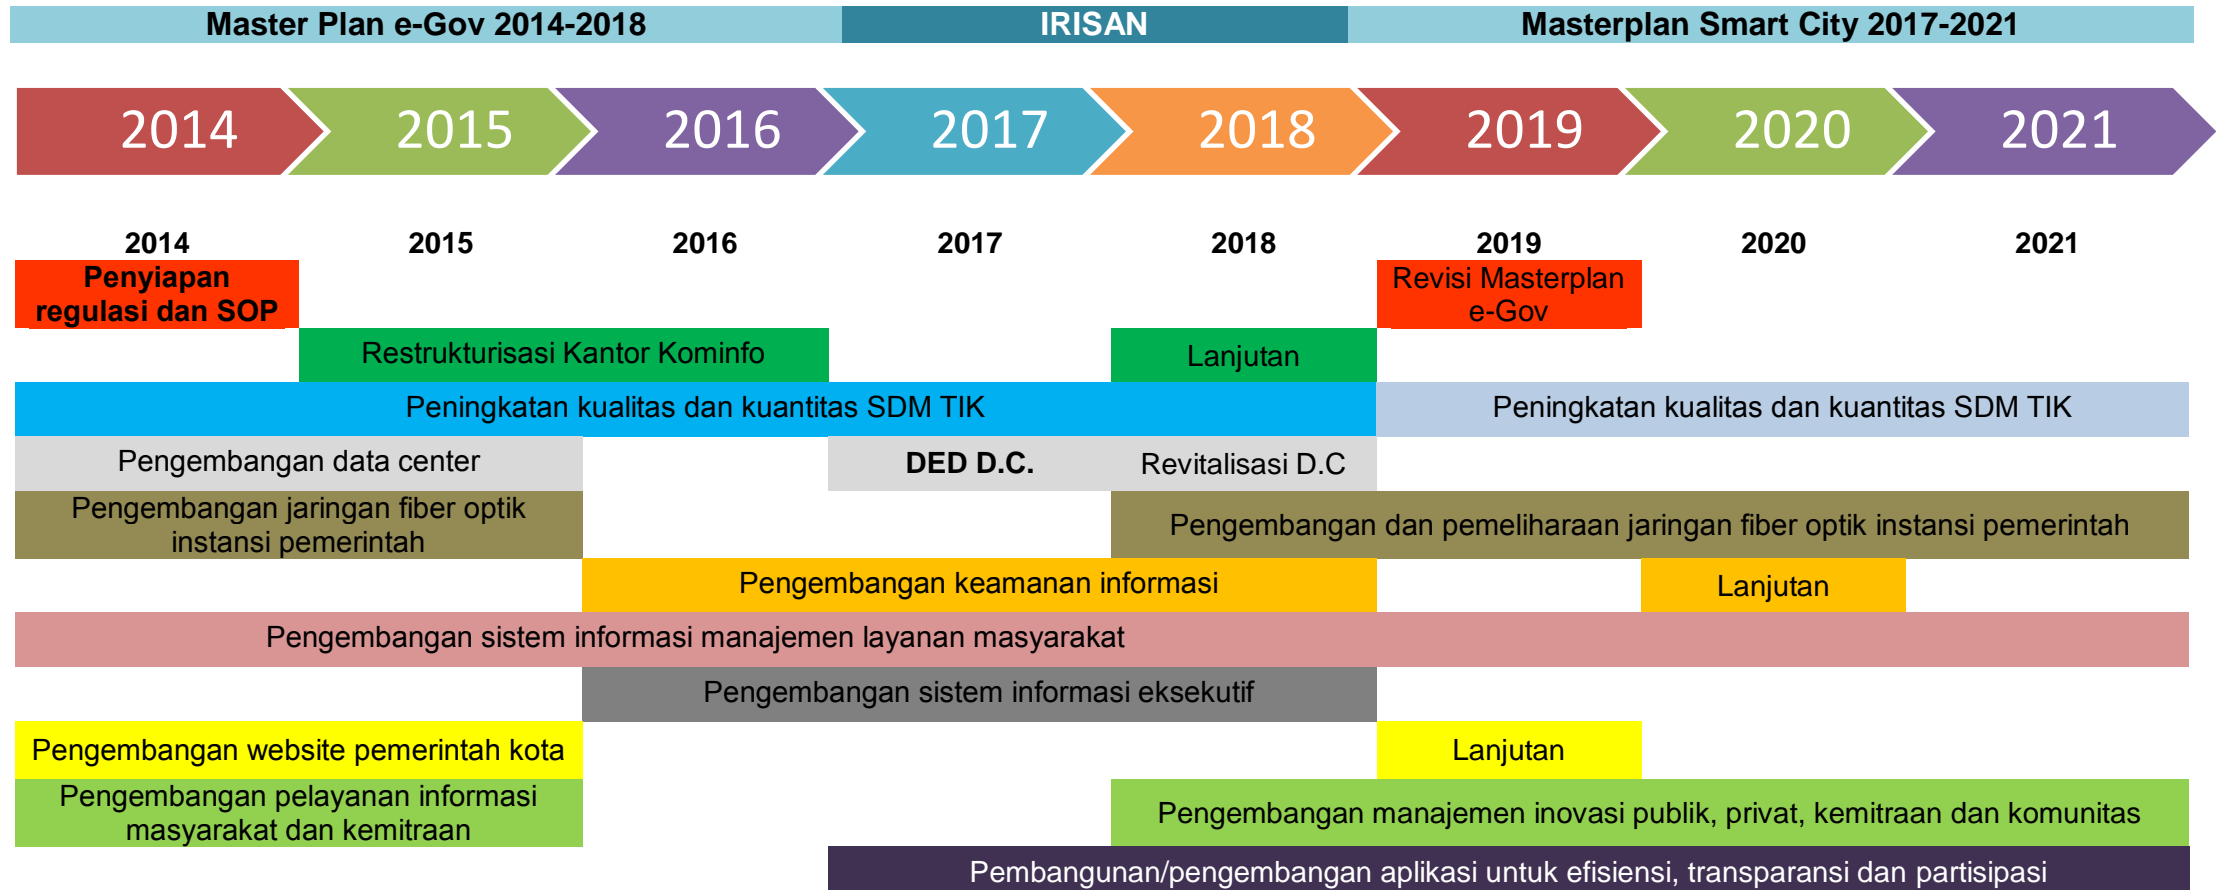 Master Plan e-Gov 2014-2018 IRISAN Masterplan Smart City 2017-2021
2014 2015 2016 2017 2018 2019 2020 2021
2014 2015 2016 2017 2018 2019 2020 2021
Penyiapan
regulasi dan SOP
Revisi Masterplan
e-Gov
Restrukturisasi Kantor Kominfo Lanjutan
Peningkatan kualitas dan kuantitas SDM TIK Peningkatan kualitas dan kuantitas SDM TIK
Pengembangan data center DED D.C. Revitalisasi D.C
Pengembangan jaringan fiber optik
instansi pemerintah
Pengembangan dan pemeliharaan jaringan fiber optik instansi pemerintah
Pengembangan keamanan informasi Lanjutan
Pengembangan sistem informasi manajemen layanan masyarakat
Pengembangan sistem informasi eksekutif
Pengembangan website pemerintah kota Lanjutan
Pengembangan pelayanan informasi
masyarakat dan kemitraan
Pengembangan manajemen inovasi publik, privat, kemitraan dan komunitas
Pembangunan/pengembangan aplikasi untuk efisiensi, transparansi dan partisipasi